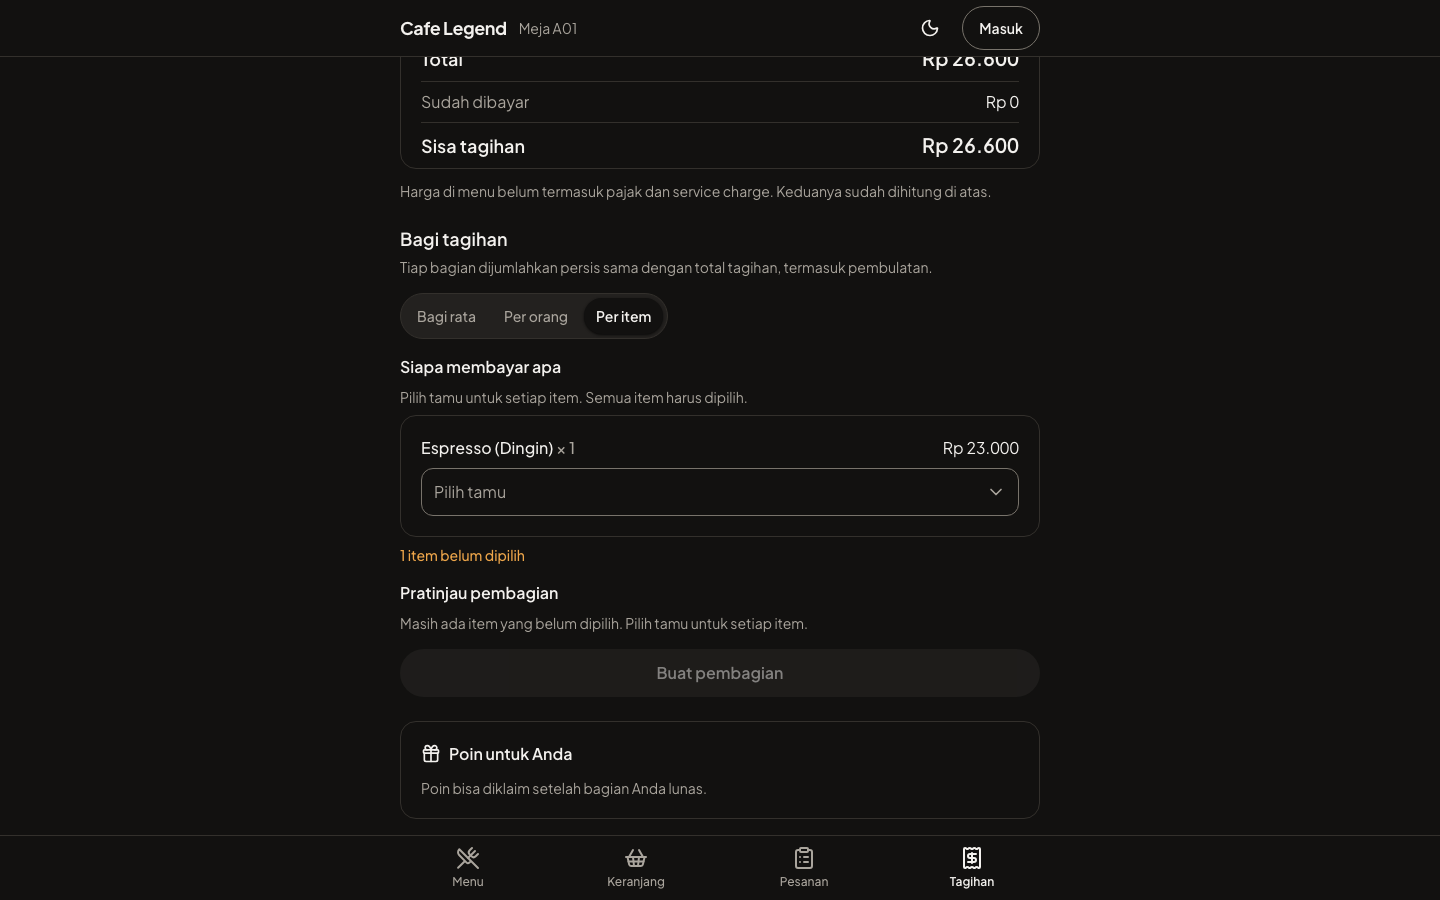 Cafe Legend Meja A01 Masuk
Total Rp 26.600
Sudah dibayar Rp 0
Sisa tagihan Rp 26.600
Harga di menu belum termasuk pajak dan service charge. Keduanya sudah dihitung di atas.
Bagi tagihan
Tiap bagian dijumlahkan persis sama dengan total tagihan, termasuk pembulatan.
Bagi rata Per orang Per item
Siapa membayar apa
Pilih tamu untuk setiap item. Semua item harus dipilih.
Espresso (Dingin) × 1 Rp 23.000
Pilih tamu
1 item belum dipilih
Pratinjau pembagian
Masih ada item yang belum dipilih. Pilih tamu untuk setiap item.
Buat pembagian
Poin untuk Anda
Poin bisa diklaim setelah bagian Anda lunas.
Menu Keranjang Pesanan Tagihan